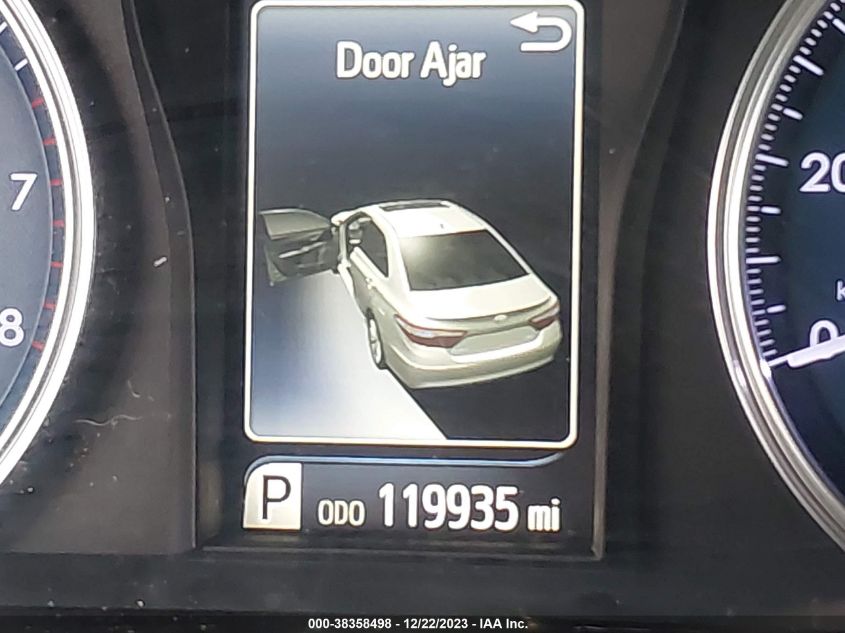 Door Ajar
7
8
20
k
0
P ODO 119935 mi
000-38358498 - 12/22/2023 - IAA Inc.